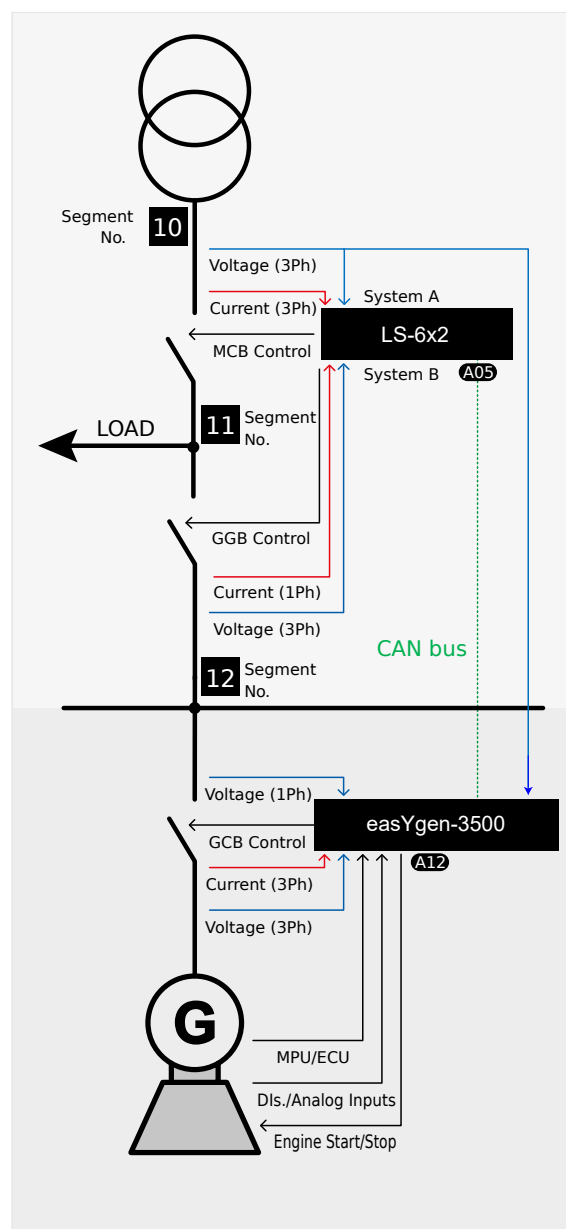 Segment
No.
10
Voltage (3Ph)
System A
Current (3Ph)
LS-6x2
MCB Control
System B
A05
LOAD
11
Segment
No.
GGB Control
Current (1Ph)
Voltage (3Ph)
CAN bus
12
Segment
No.
Voltage (1Ph)
easYgen-3500
GCB Control
A12
Current (3Ph)
Voltage (3Ph)
G
MPU/ECU
DIs./Analog Inputs
Engine Start/Stop